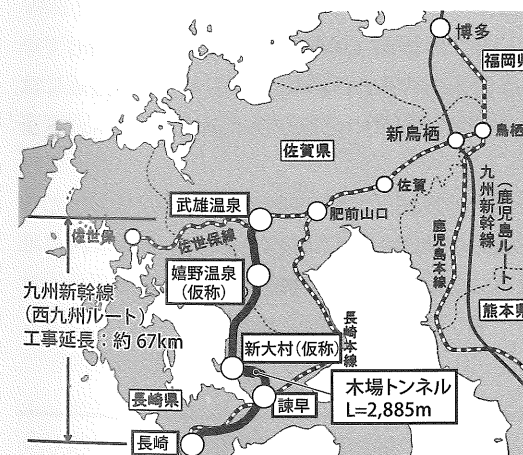 博多
福岡県
新鳥栖
鳥栖
佐賀県
佐賀
九州新幹線
(鹿児島ルート)
武雄温泉
肥前山口
佐世保
佐世保線
鹿児島本線
嬉野温泉
(仮称)
九州新幹線
(西九州ルート)
工事延長:約 67km
熊本県
新大村(仮称)
長崎本線
木場トンネル
L=2,885m
長崎県
諫早
長崎